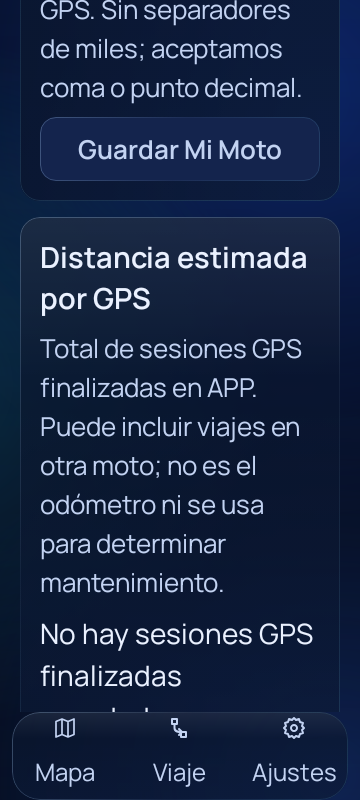 GPS. Sin separadores
de miles; aceptamos
coma o punto decimal.
Guardar Mi Moto
Distancia estimada
por GPS
Total de sesiones GPS
finalizadas en APP.
Puede incluir viajes en
otra moto; no es el
odómetro ni se usa
para determinar
mantenimiento.
No hay sesiones GPS
finalizadas
Mapa Viaje Ajustes